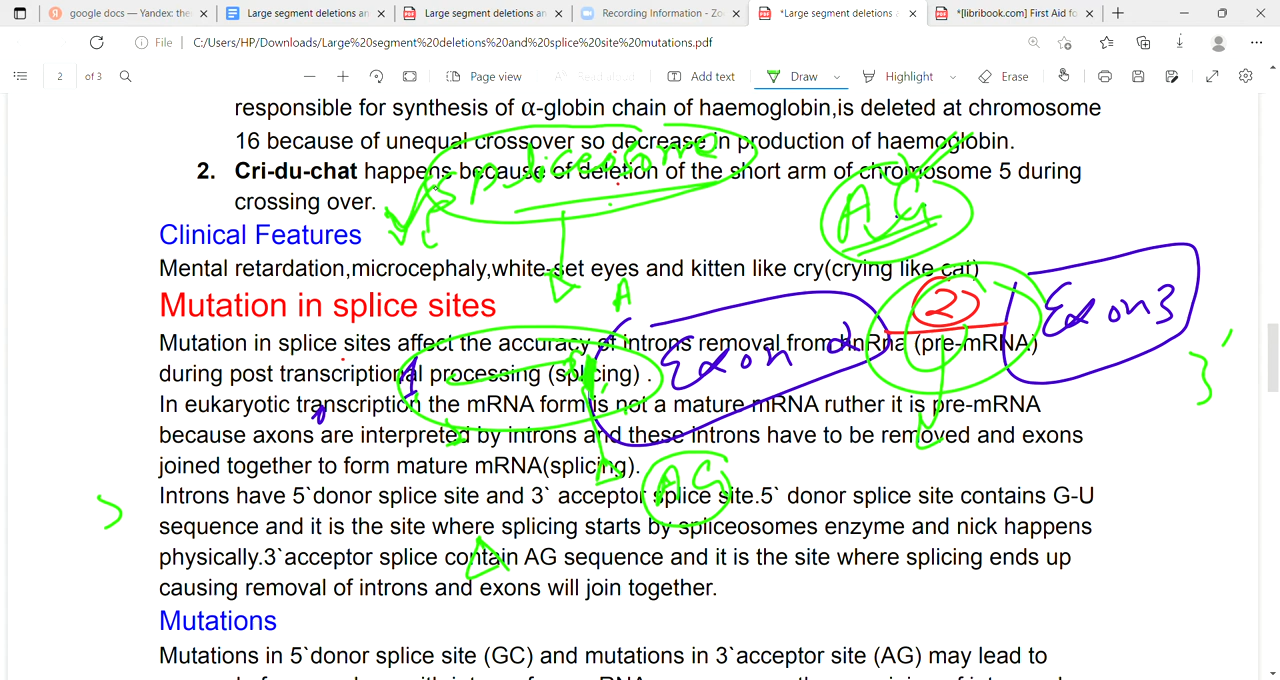 google docs — Yandex: the
Large segment deletions an
Large segment deletions an
Recording Information - Zo
*Large segment deletions a
*[libribook.com] First Aid fo
File C:/Users/HP/Downloads/Large%20segment%20deletions%20and%20splice%20site%20mutations.pdf
2 of 3 Page view Read aloud Add text Draw Highlight Erase
responsible for synthesis of α-globin chain of haemoglobin,is deleted at chromosome
16 because of unequal crossover so decrease in production of haemoglobin.
spliceosome
2. Cri-du-chat happens because of deletion of the short arm of chromosome 5 during
crossing over.
AG
Clinical Features
Mental retardation,microcephaly,white-set eyes and kitten like cry(crying like cat)
A
2
Exon 3
Mutation in splice sites
Mutation in splice sites affect the accuracy of introns removal from hnRna (pre-mRNA)
Exon 2
3'
during post transcriptional processing (splicing) .
In eukaryotic transcription the mRNA form is not a mature mRNA ruther it is pre-mRNA
because axons are interpreted by introns and these introns have to be removed and exons
joined together to form mature mRNA(splicing).
AG
Introns have 5`donor splice site and 3` acceptor splice site.5` donor splice site contains G-U
sequence and it is the site where splicing starts by spliceosomes enzyme and nick happens
physically.3`acceptor splice contain AG sequence and it is the site where splicing ends up
causing removal of introns and exons will join together.
Mutations
Mutations in 5`donor splice site (GC) and mutations in 3`acceptor site (AG) may lead to